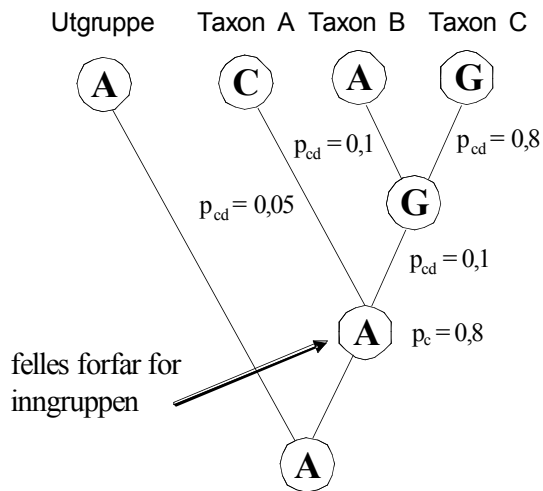 Utgruppe Taxon A Taxon B Taxon C
A C A G
p_cd = 0,1 p_cd = 0,8
p_cd = 0,05 G
p_cd = 0,1
A p_c = 0,8
felles forfar for
inngruppen
A